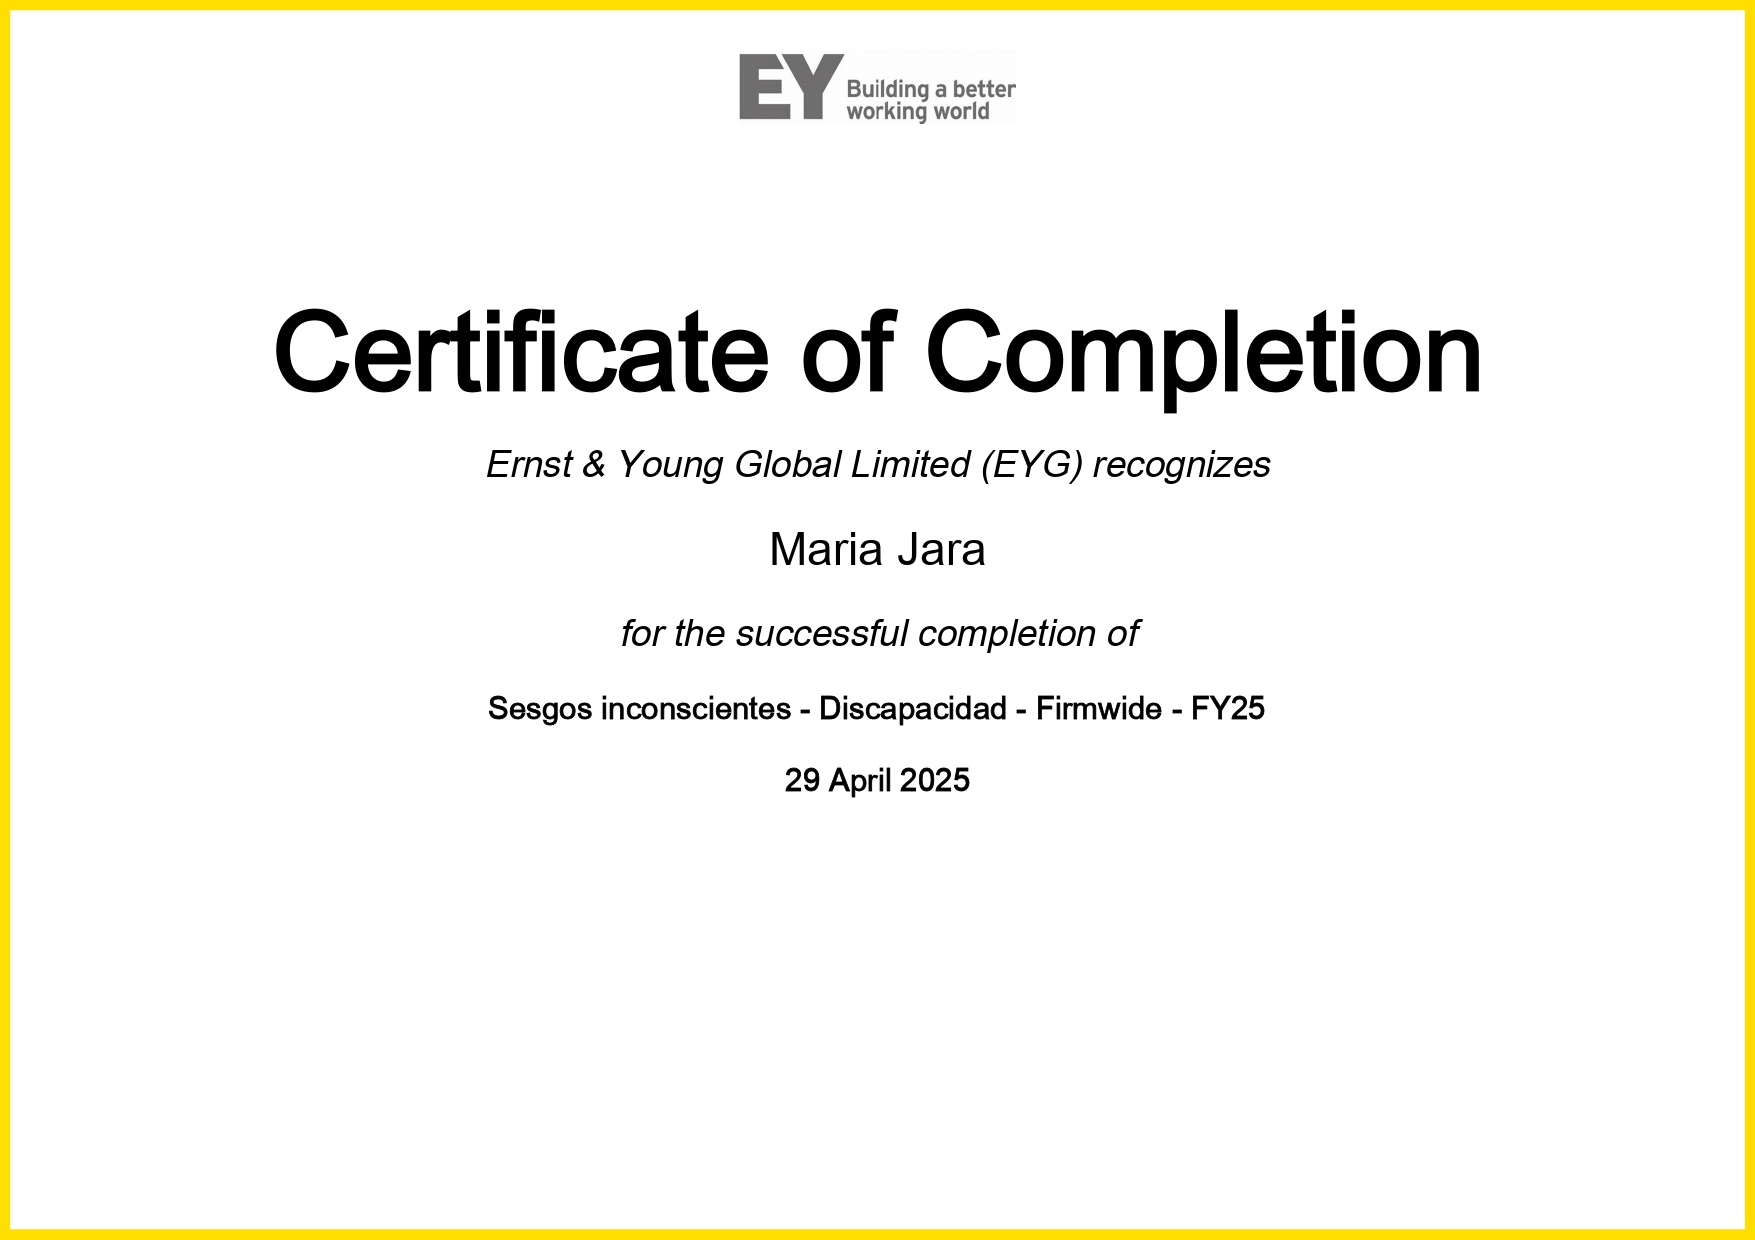 EY Building a better
working world
Certificate of Completion
Ernst & Young Global Limited (EYG) recognizes
Maria Jara
for the successful completion of
Sesgos inconscientes - Discapacidad - Firmwide - FY25
29 April 2025